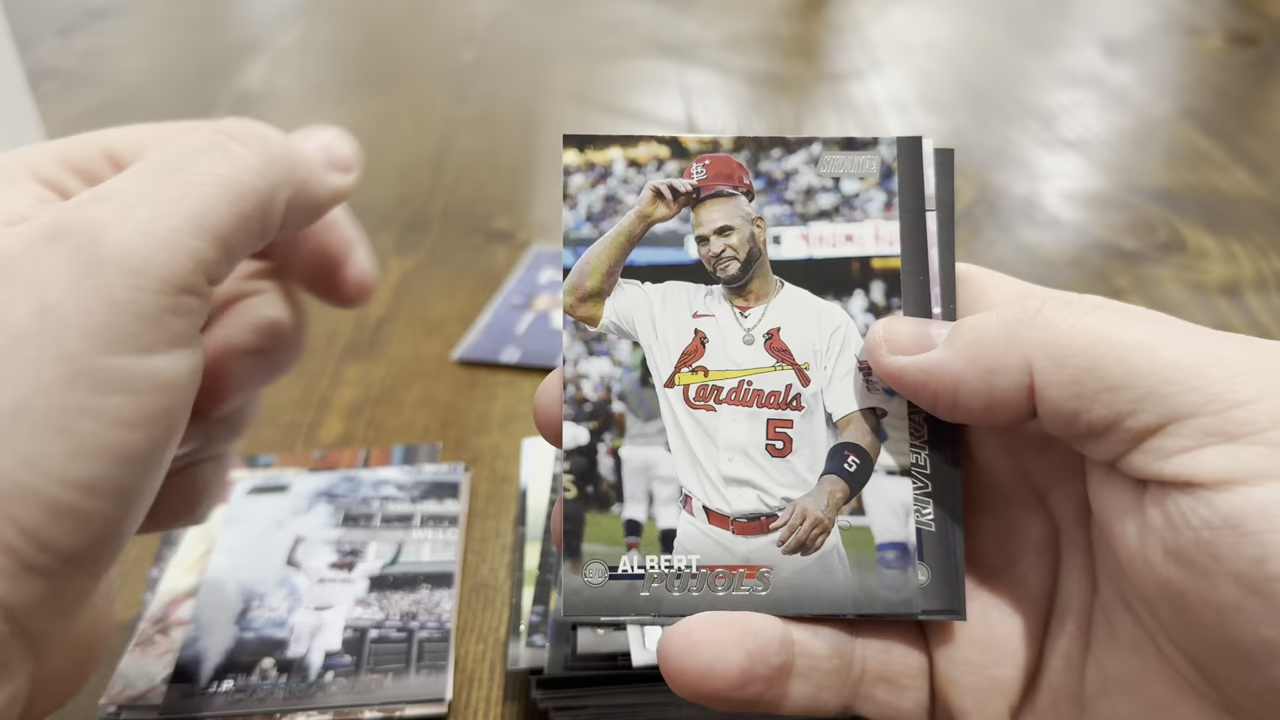 STADIUM
Cardinals
5
5
ALBERT
PUJOLS
RIVERA
J.P.